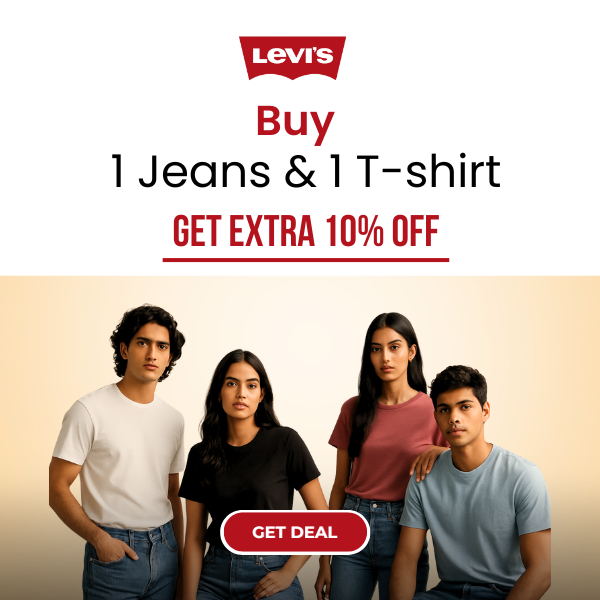 LEVI'S
Buy
1 Jeans & 1 T-shirt
GET EXTRA 10% OFF
GET DEAL